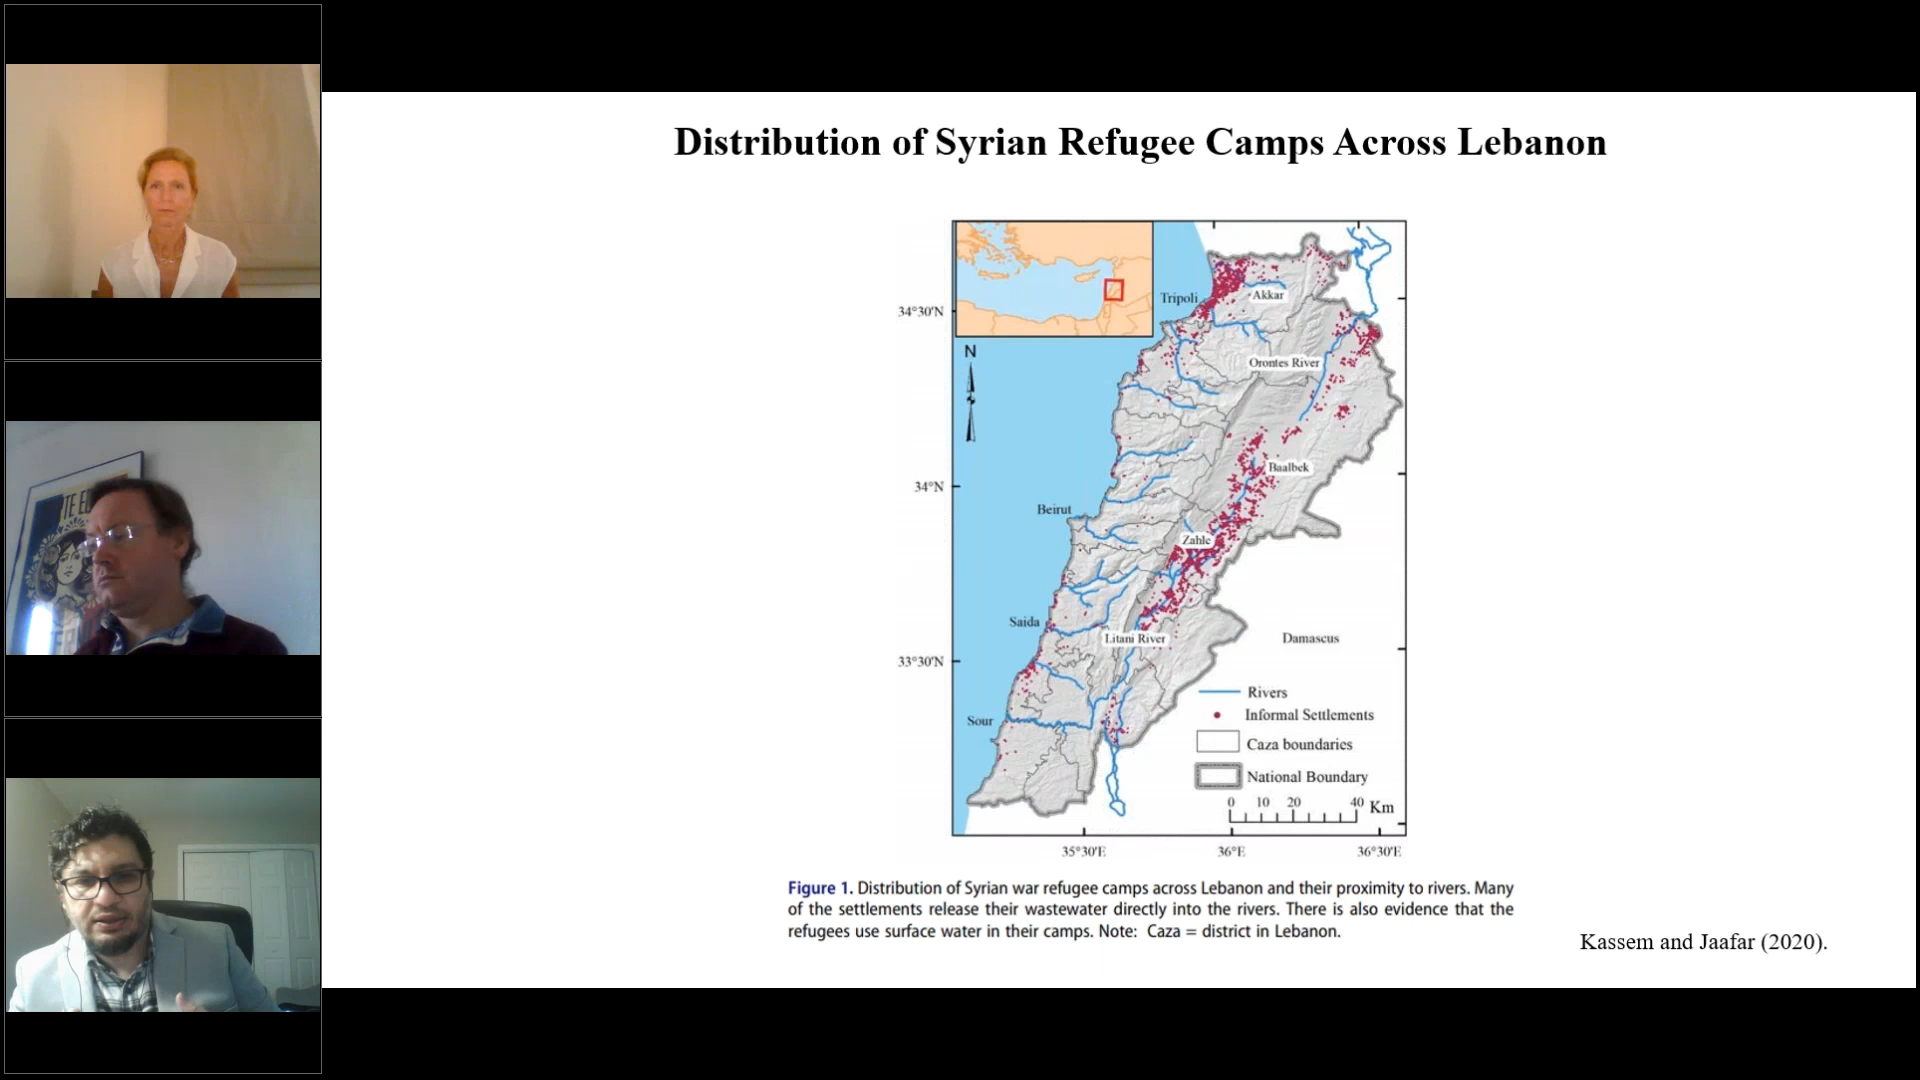 Distribution of Syrian Refugee Camps Across Lebanon
Tripoli
Akkar
34°30'N
N
Orontes River
Baalbek
34°N
Beirut
Zahle
Saida
Litani River
Damascus
33°30'N
Rivers
Informal Settlements
Sour
Caza boundaries
National Boundary
0 10 20 40 Km
35°30'E 36°E 36°30'E
Figure 1. Distribution of Syrian war refugee camps across Lebanon and their proximity to rivers. Many
of the settlements release their wastewater directly into the rivers. There is also evidence that the
refugees use surface water in their camps. Note: Caza = district in Lebanon.
Kassem and Jaafar (2020).